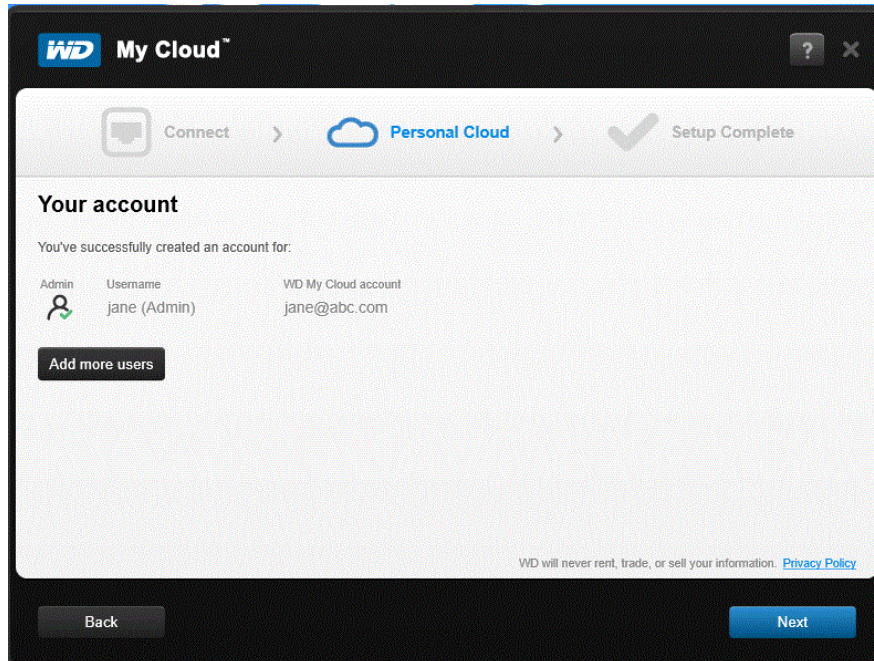 WD My Cloud™ ?
Connect Personal Cloud Setup Complete
Your account
You've successfully created an account for:
Admin Username WD My Cloud account
jane (Admin) jane@abc.com
Add more users
WD will never rent, trade, or sell your information. Privacy Policy
Back Next